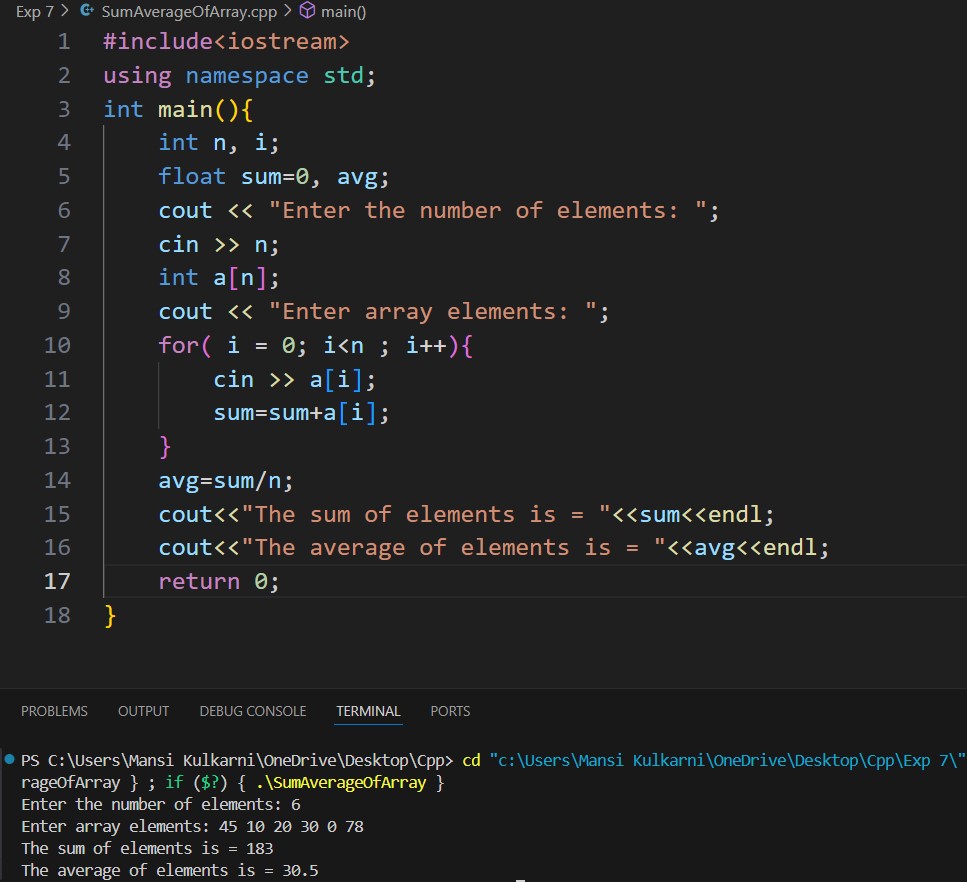 Exp 7 > SumAverageOfArray.cpp > main()
1 #include<iostream>
2 using namespace std;
3 int main(){
4     int n, i;
5     float sum=0, avg;
6     cout << "Enter the number of elements: ";
7     cin >> n;
8     int a[n];
9     cout << "Enter array elements: ";
10     for( i = 0; i<n ; i++){
11         cin >> a[i];
12         sum=sum+a[i];
13     }
14     avg=sum/n;
15     cout<<"The sum of elements is = "<<sum<<endl;
16     cout<<"The average of elements is = "<<avg<<endl;
17     return 0;
18 }
PROBLEMS OUTPUT DEBUG CONSOLE TERMINAL PORTS
PS C:\Users\Mansi Kulkarni\OneDrive\Desktop\Cpp> cd "c:\Users\Mansi Kulkarni\OneDrive\Desktop\Cpp\Exp 7\"
rageOfArray } ; if ($?) { .\SumAverageOfArray }
Enter the number of elements: 6
Enter array elements: 45 10 20 30 0 78
The sum of elements is = 183
The average of elements is = 30.5